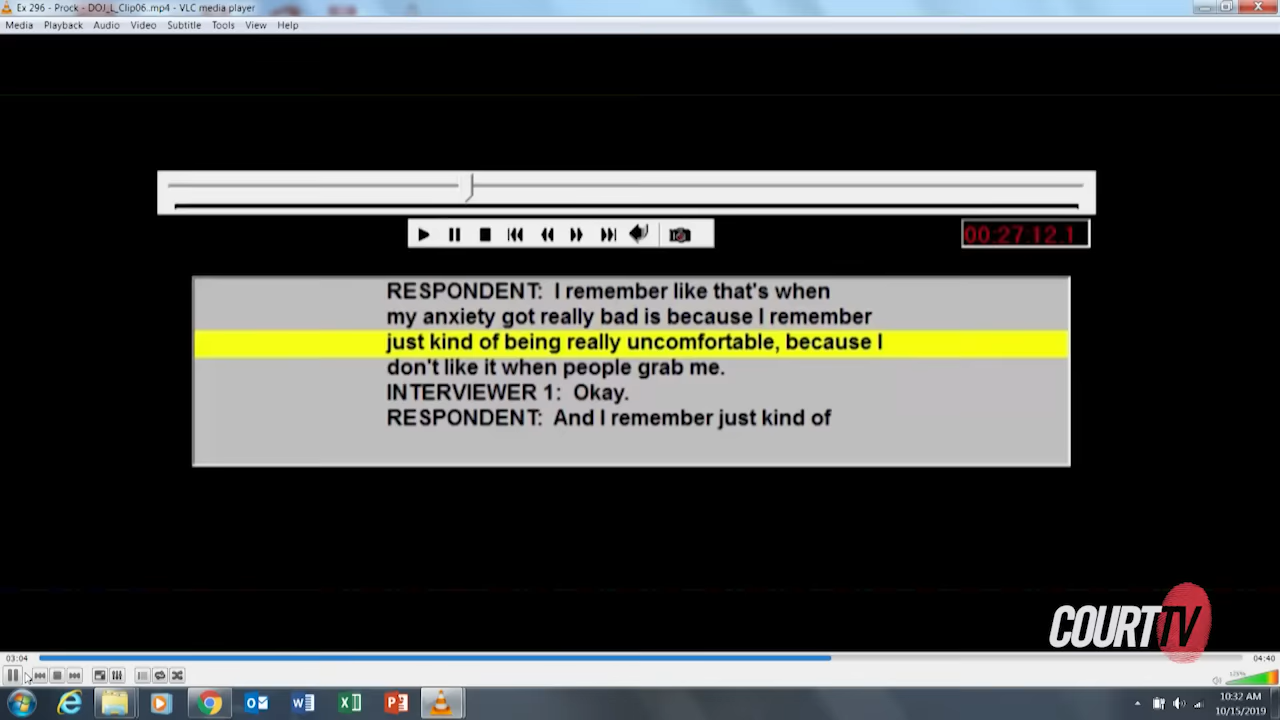 Ex 296 - Prock - DOJ_L_Clip06..mp4 - VLC media player
Media Playback Audio Video Subtitle Tools View Help
00:27:12.1
RESPONDENT: I remember like that's when
my anxiety got really bad is because I remember
just kind of being really uncomfortable, because I
don't like it when people grab me.
INTERVIEWER 1: Okay.
RESPONDENT: And I remember just kind of
COURT TV
03:04
04:40
10:32 AM
10/15/2019